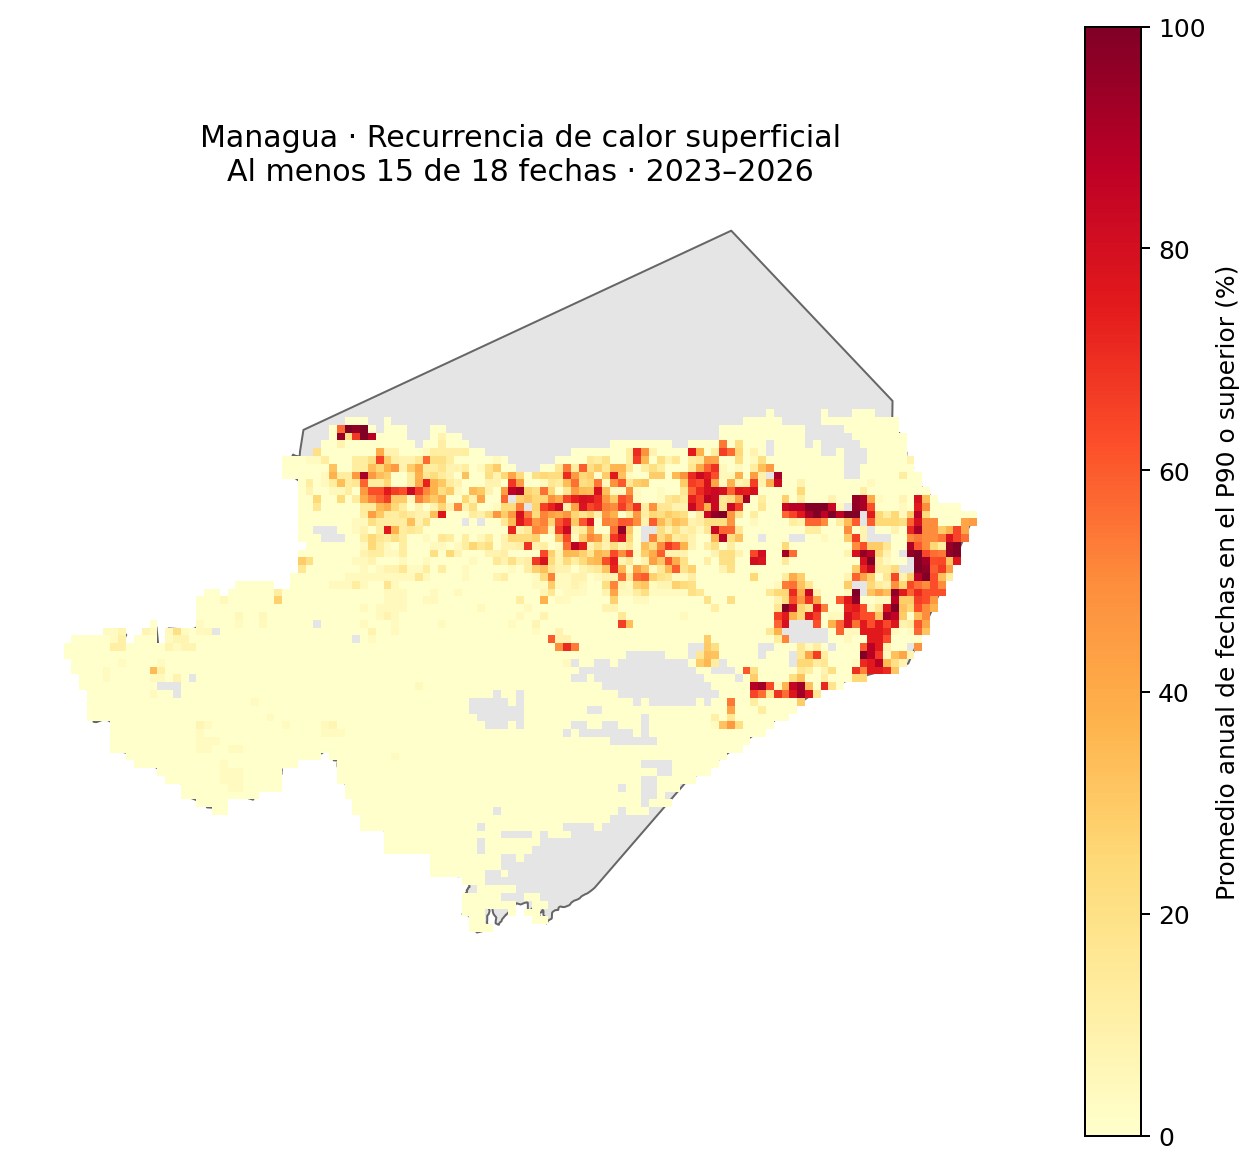 Managua · Recurrencia de calor superficial
Al menos 15 de 18 fechas · 2023–2026
100
80
60
40
20
0
Promedio anual de fechas en el P90 o superior (%)